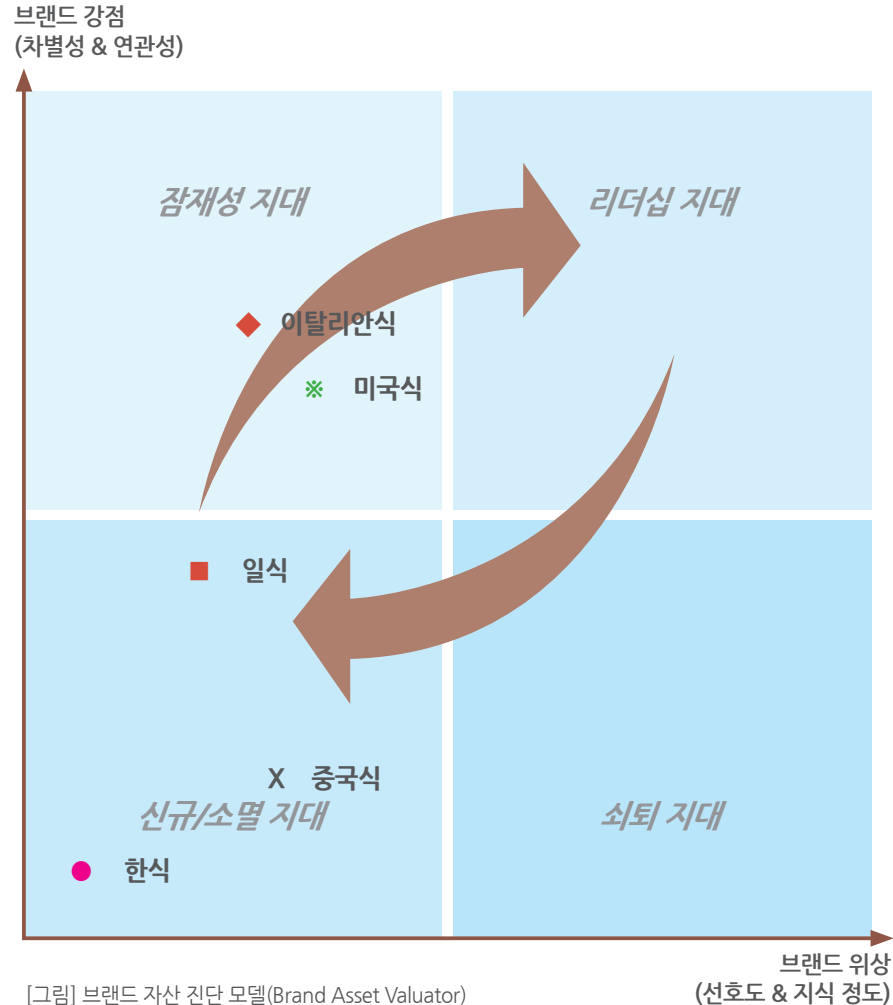 브랜드 강점
(차별성 & 연관성)
잠재성 지대
리더십 지대
이탈리안식
※ 미국식
일식
X 중국식
신규/소멸 지대
쇠퇴 지대
한식
브랜드 위상
(선호도 & 지식 정도)
[그림] 브랜드 자산 진단 모델(Brand Asset Valuator)